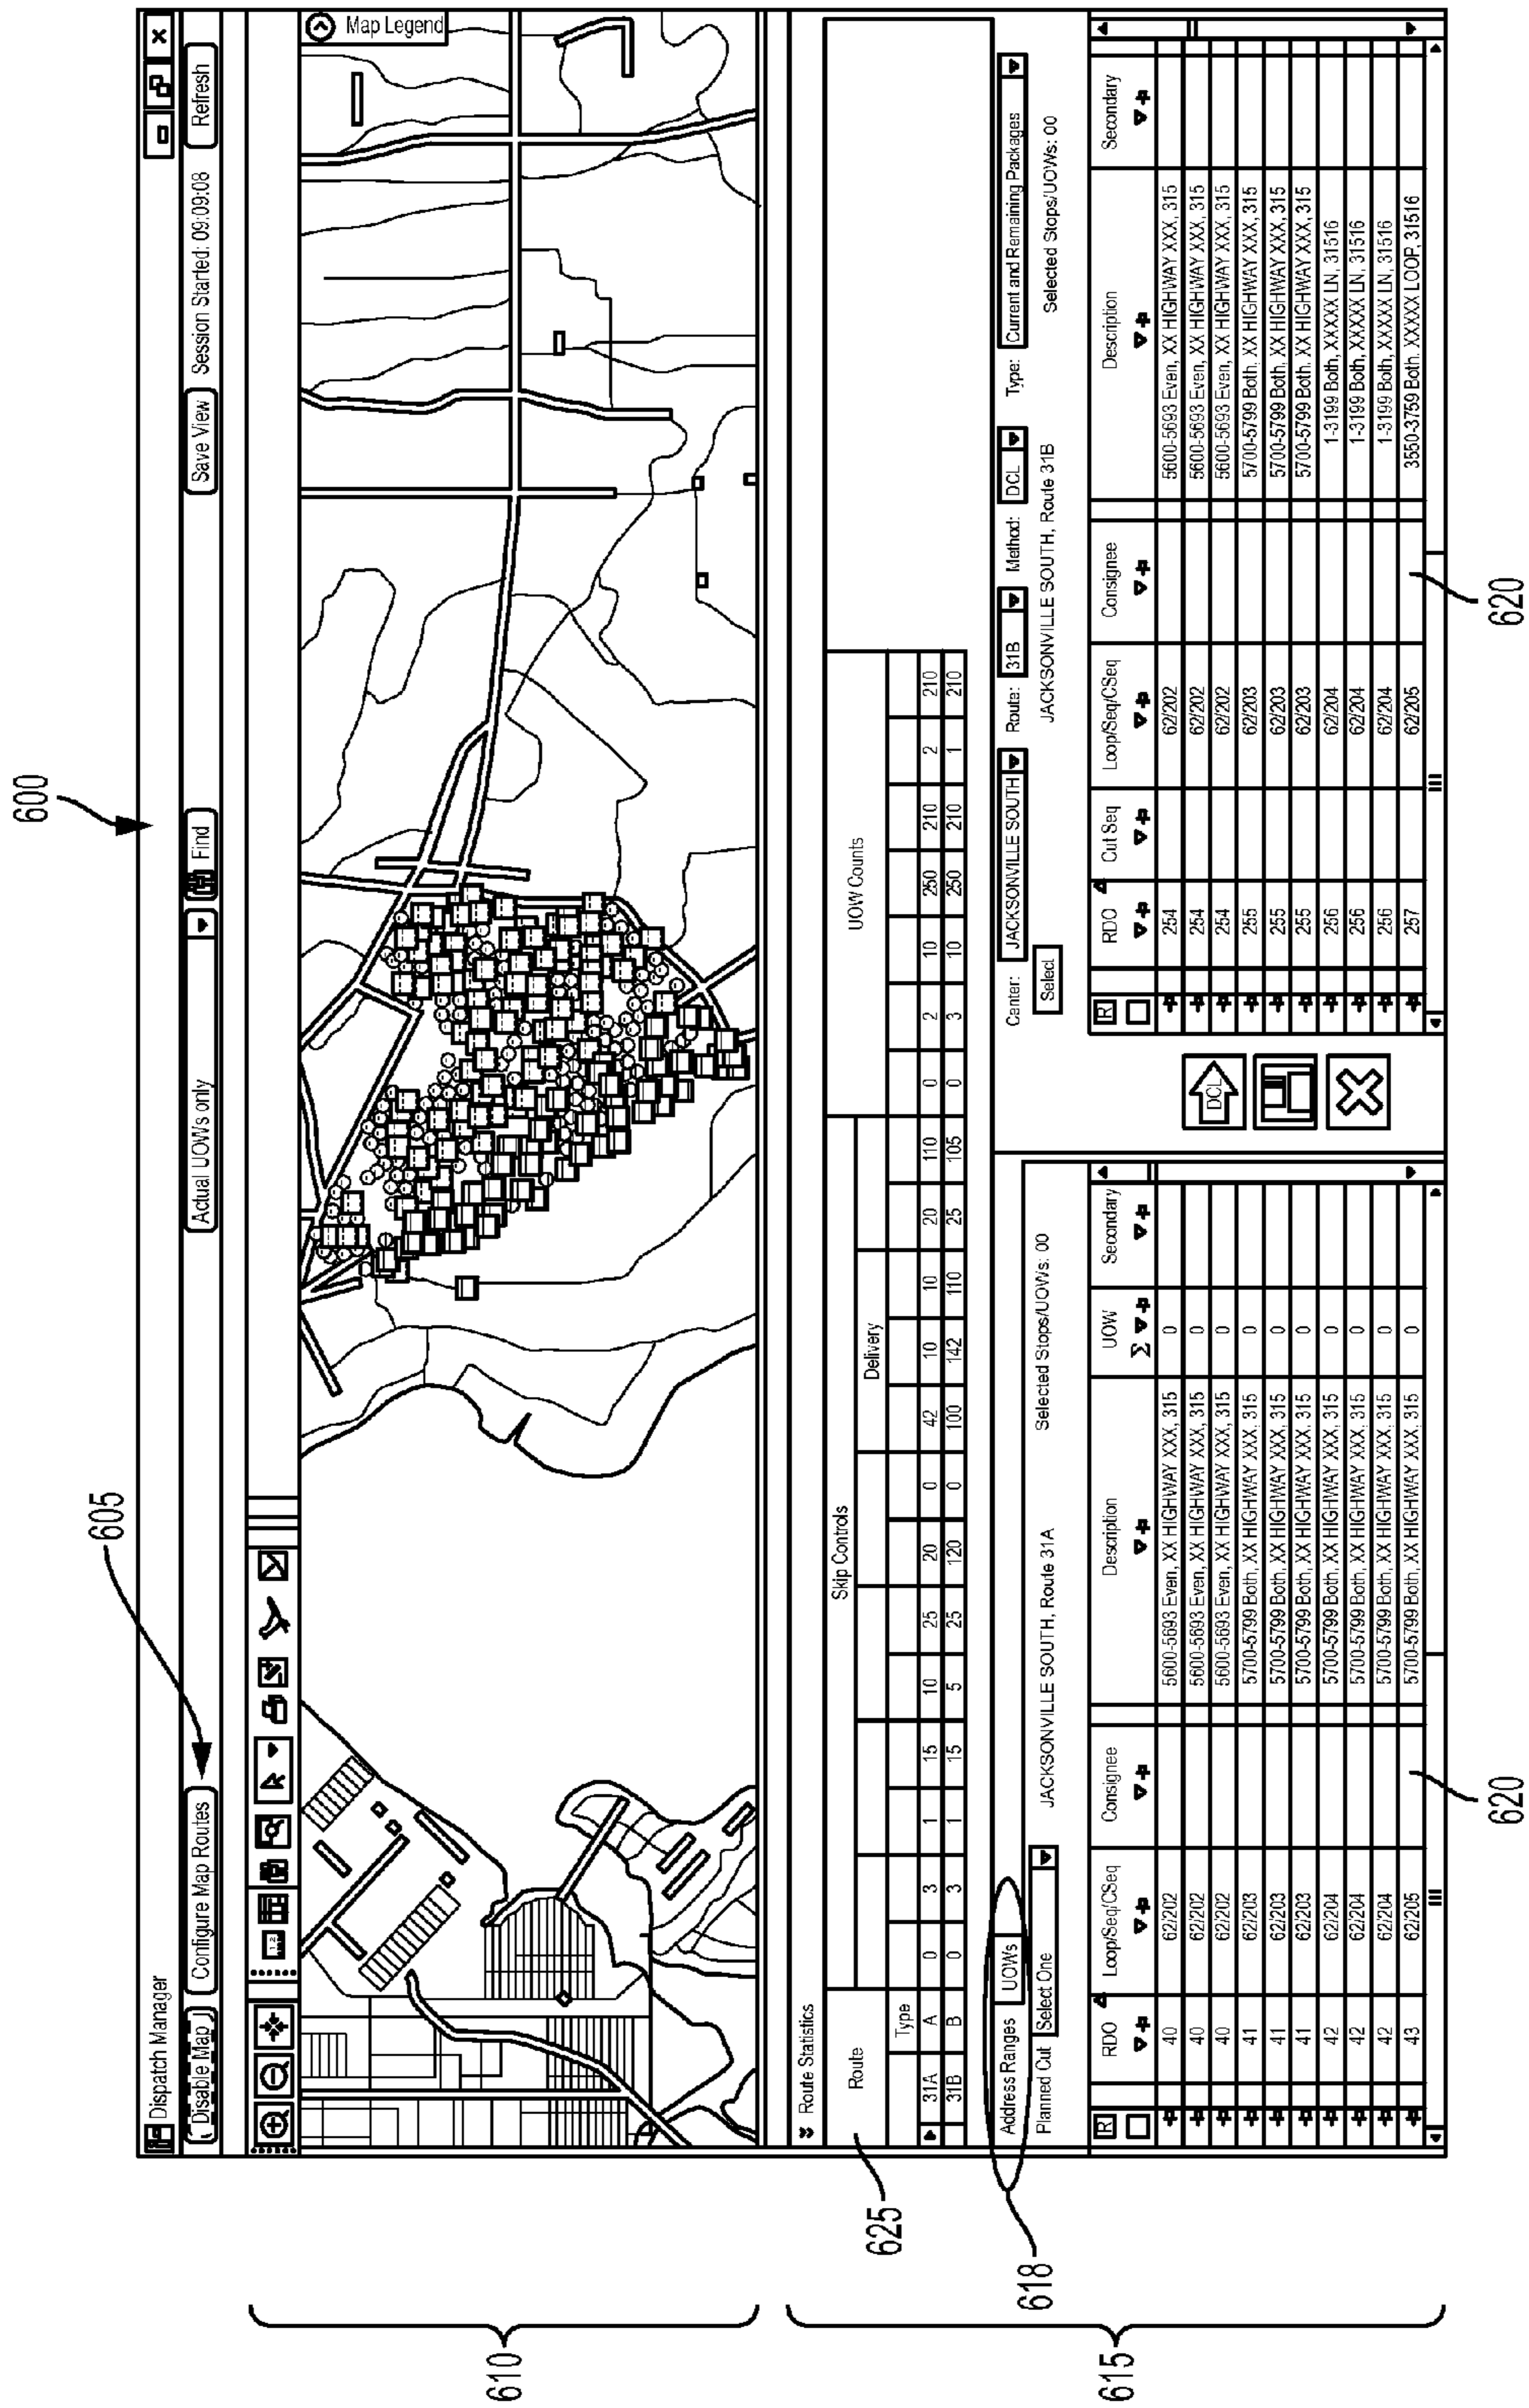 600
605
Dispatch Manager
Disable Map Configure Map Routes Actual UOWs only Find Save View Session Started: 09:09:08 Refresh
Map Legend
610
Route Statistics
Route Skip Controls UOW Counts
Delivery
Type
31A A 0 3 1 15 10 25 20 0 42 10 10 20 110 0 2 10 250 210 2 210
31B B 0 3 1 15 5 25 120 0 100 142 110 25 105 0 3 10 250 210 1 210
625
615
618
Address Ranges UOWs
Planned Cut Select One
JACKSONVILLE SOUTH, Route 31A Selected Stops/UOWs: 00
R RDO Loop/Seq/CSeq Consignee Description UOW Secondary
Σ
40 62/202 5600-5693 Even, XX HIGHWAY XXX, 315 0
40 62/202 5600-5693 Even, XX HIGHWAY XXX, 315 0
40 62/202 5600-5693 Even, XX HIGHWAY XXX, 315 0
41 62/203 5700-5799 Both, XX HIGHWAY XXX, 315 0
41 62/203 5700-5799 Both, XX HIGHWAY XXX, 315 0
41 62/203 5700-5799 Both, XX HIGHWAY XXX, 315 0
42 62/204 5700-5799 Both, XX HIGHWAY XXX, 315 0
42 62/204 5700-5799 Both, XX HIGHWAY XXX, 315 0
42 62/204 5700-5799 Both, XX HIGHWAY XXX, 315 0
43 62/205 5700-5799 Both, XX HIGHWAY XXX, 315 0
620
DCL
Center: JACKSONVILLE SOUTH Route: 31B Method: DCL Type: Current and Remaining Packages
Select JACKSONVILLE SOUTH, Route 31B Selected Stops/UOWs: 00
R RDO Cut Seq Loop/Seq/CSeq Consignee Description Secondary
254 62/202 5600-5693 Even, XX HIGHWAY XXX, 315
254 62/202 5600-5693 Even, XX HIGHWAY XXX, 315
254 62/202 5600-5693 Even, XX HIGHWAY XXX, 315
255 62/203 5700-5799 Both, XX HIGHWAY XXX, 315
255 62/203 5700-5799 Both, XX HIGHWAY XXX, 315
255 62/203 5700-5799 Both, XX HIGHWAY XXX, 315
256 62/204 1-3199 Both, XXXXX LN, 31516
256 62/204 1-3199 Both, XXXXX LN, 31516
256 62/204 1-3199 Both, XXXXX LN, 31516
257 62/205 3550-3759 Both, XXXXX LOOP, 31516
620